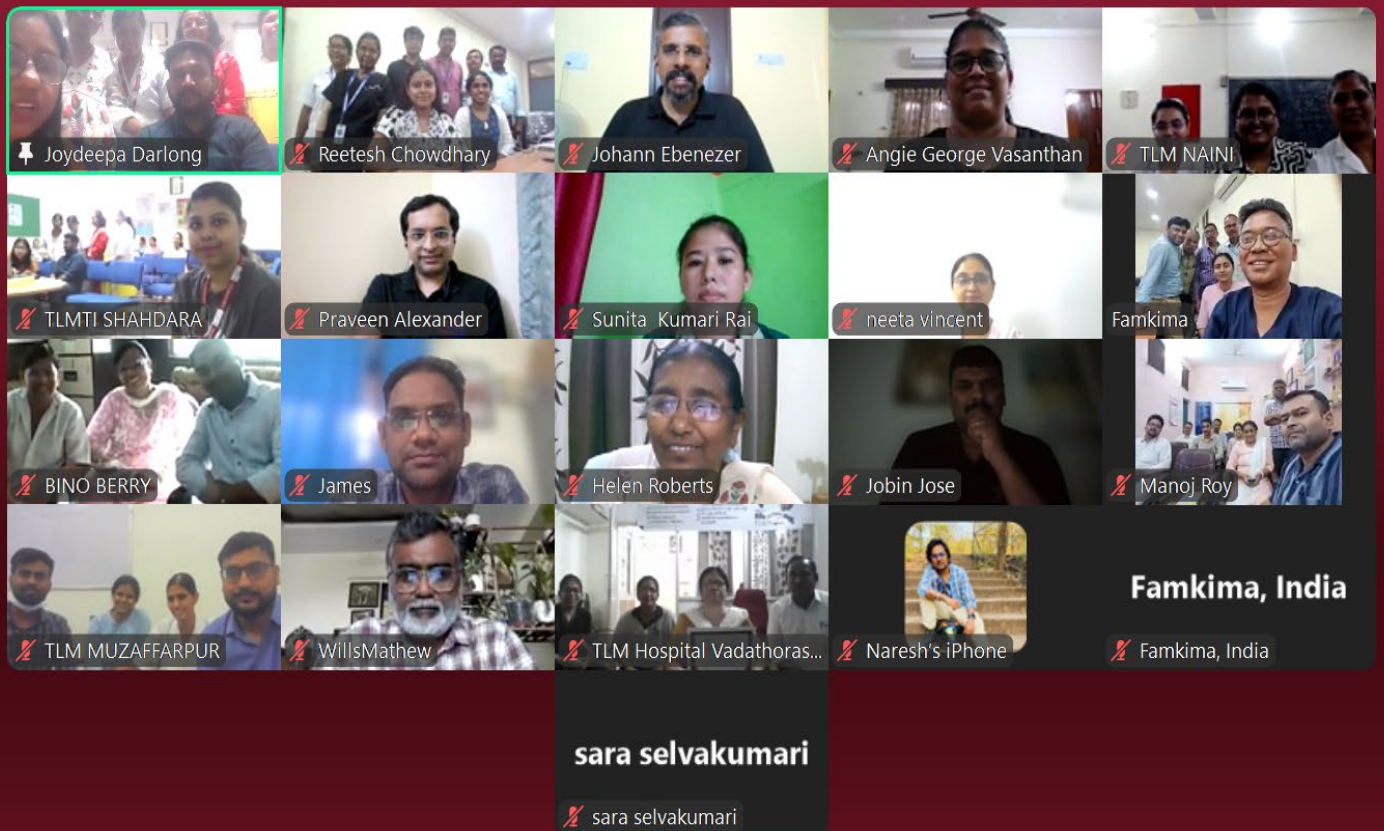 Joydeepa Darlong
Reetesh Chowdhary
Johann Ebenezer
Angie George Vasanthan
TLM NAINI
TLMTI SHAHDARA
Praveen Alexander
Sunita Kumari Rai
neeta vincent
Famkima
BINO BERRY
James
Helen Roberts
Jobin Jose
Manoj Roy
TLM MUZAFFARPUR
WillsMathew
TLM Hospital Vadathoras...
Naresh's iPhone
Famkima, India
Famkima, India
sara selvakumari
sara selvakumari